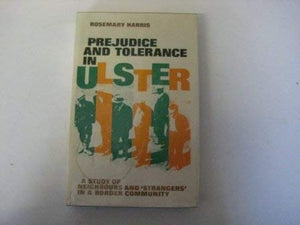 ROSEMARY HARRIS
PREJUDICE
AND TOLERANCE
IN
ULSTER
A STUDY OF
NEIGHBOURS AND 'STRANGERS'
IN A BORDER COMMUNITY